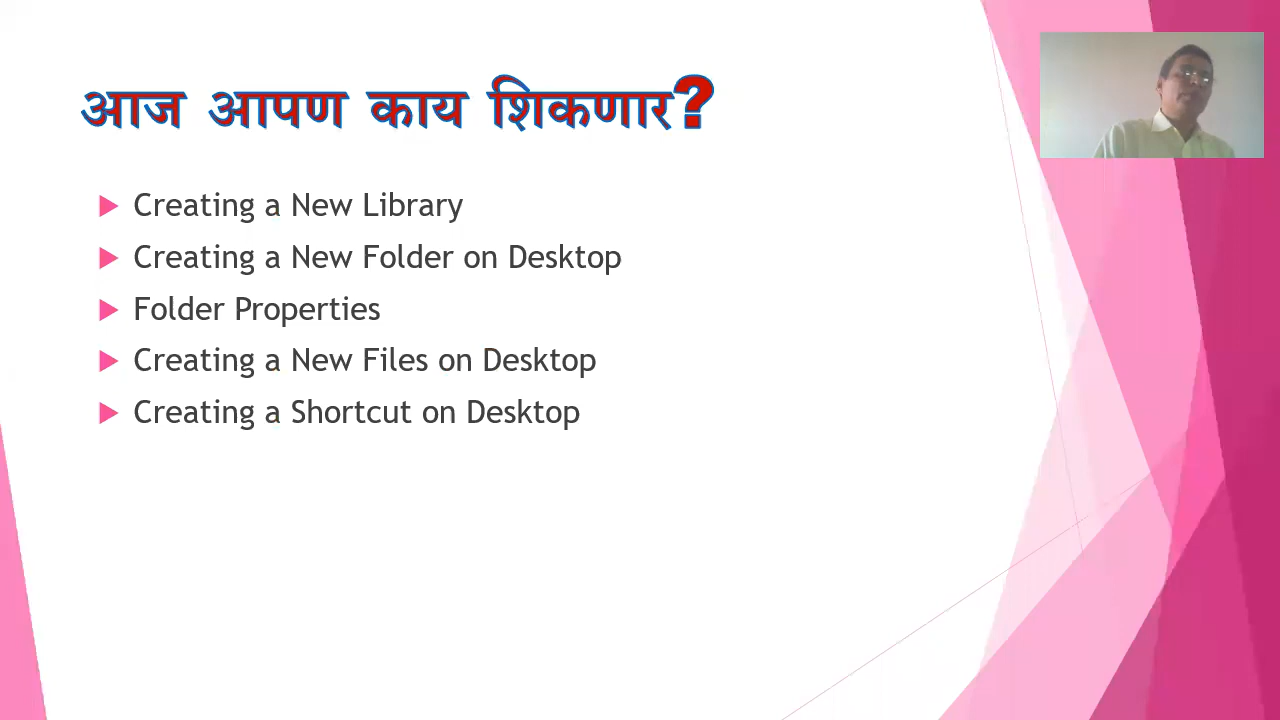 आज आपण काय शिकणार?
Creating a New Library
Creating a New Folder on Desktop
Folder Properties
Creating a New Files on Desktop
Creating a Shortcut on Desktop